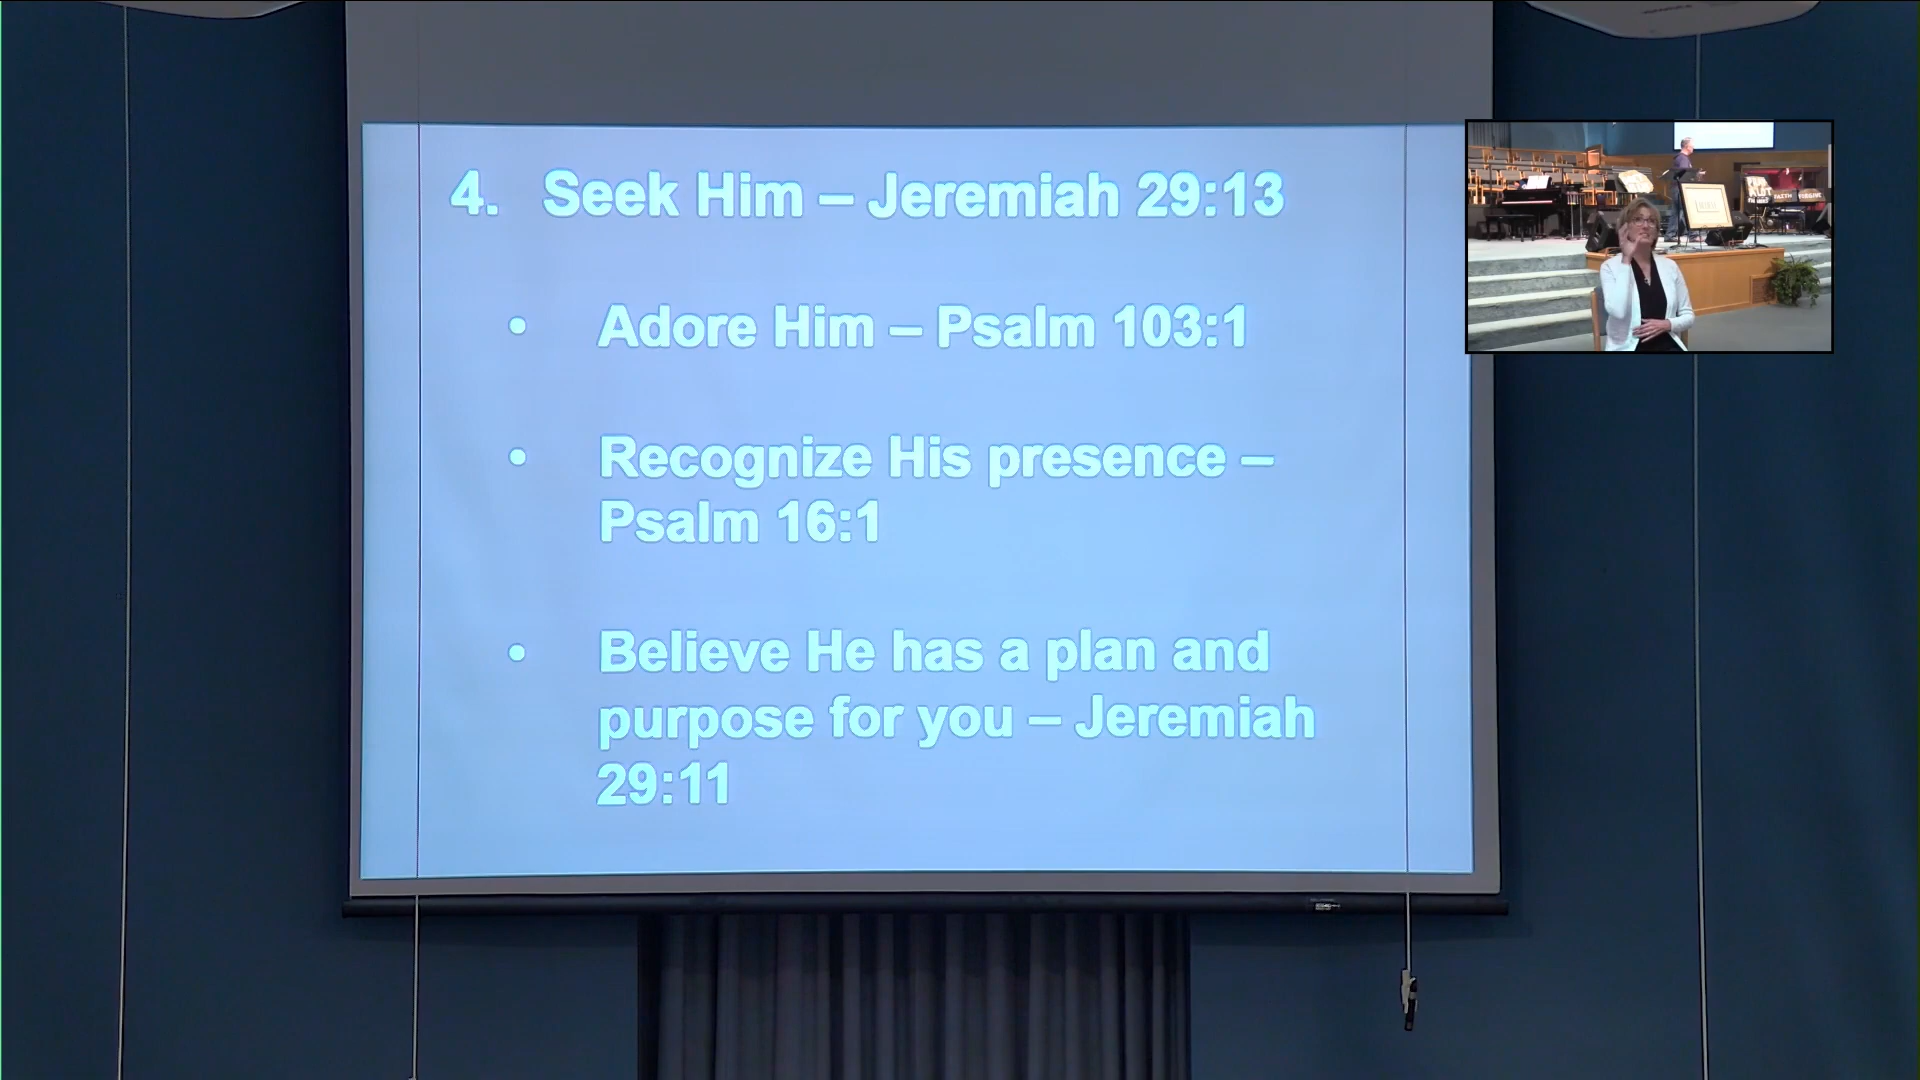 4. Seek Him – Jeremiah 29:13
• Adore Him – Psalm 103:1
• Recognize His presence –
Psalm 16:1
• Believe He has a plan and
purpose for you – Jeremiah
29:11
FAITH